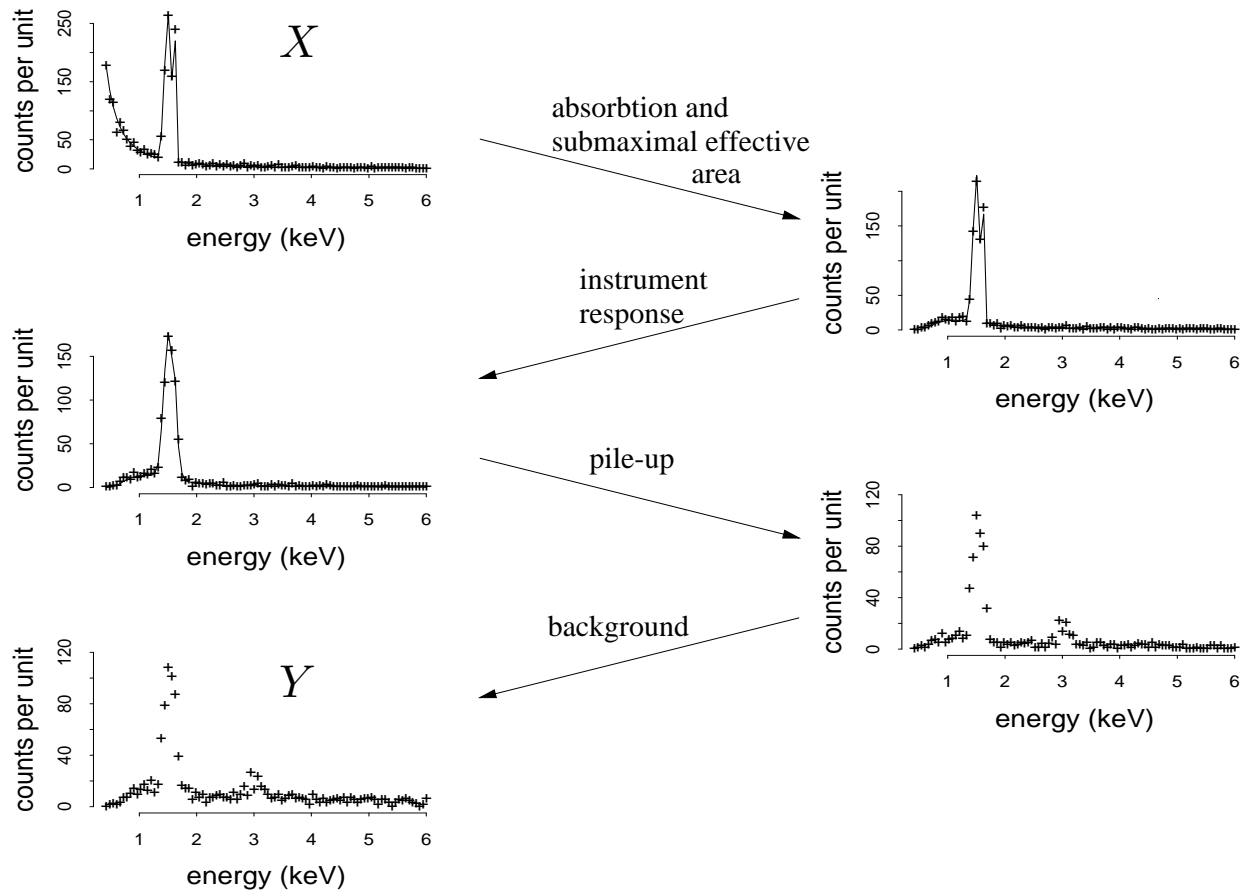 X
counts per unit
0 50 150 250
1 2 3 4 5 6
energy (keV)
absorbtion and
submaximal effective
area
counts per unit
0 50 150
1 2 3 4 5 6
energy (keV)
instrument
response
counts per unit
0 50 100 150
1 2 3 4 5 6
energy (keV)
pile-up
counts per unit
0 40 80 120
1 2 3 4 5 6
energy (keV)
background
Y
counts per unit
0 40 80 120
1 2 3 4 5 6
energy (keV)